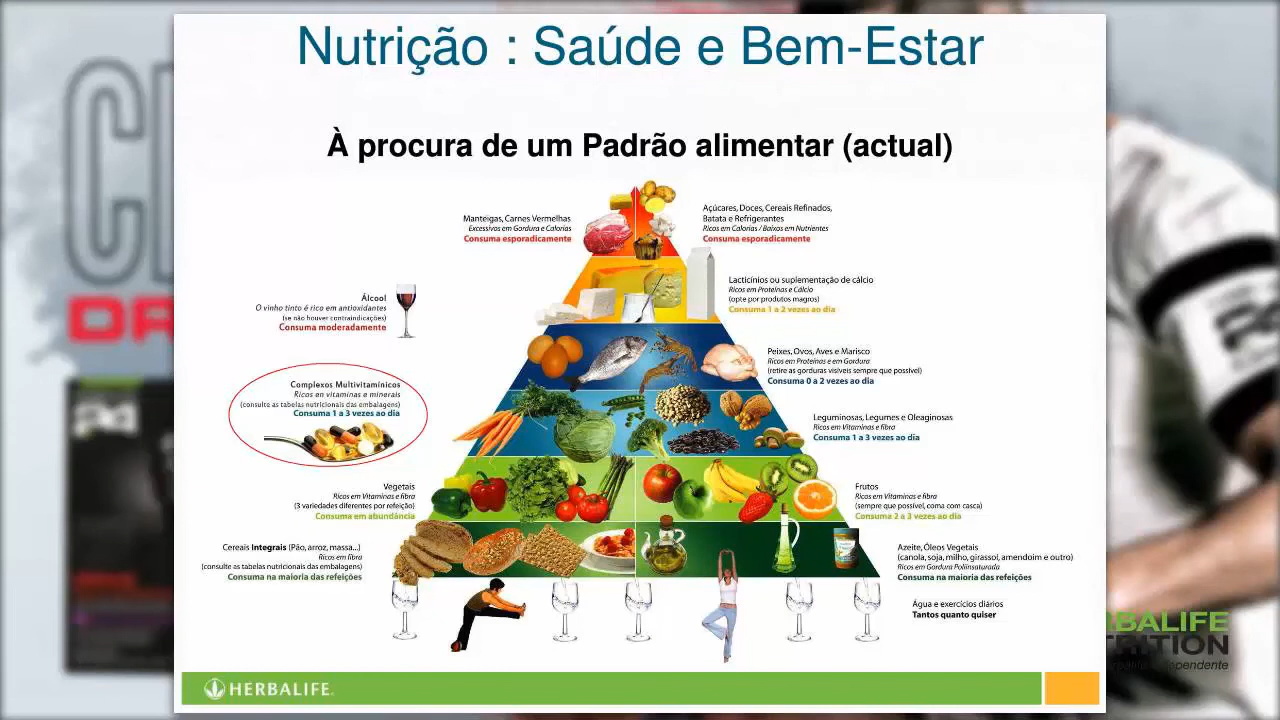 Nutrição : Saúde e Bem-Estar
À procura de um Padrão alimentar (actual)
Manteigas, Carnes Vermelhas
Excessivos em Gordura e Calorias
Consuma esporadicamente
Açúcares, Doces, Cereais Refinados,
Batata e Refrigerantes
Ricos em Calorias / Baixos em Nutrientes
Consuma esporadicamente
Lacticínios ou suplementação de cálcio
Ricos em Proteínas e Cálcio
(opte por produtos magros)
Consuma 1 a 2 vezes ao dia
Álcool
O vinho tinto é rico em antioxidantes
(se não houver contraindicações)
Consuma moderadamente
Peixes, Ovos, Aves e Marisco
Ricos em Proteínas e em Gordura
(retire as gorduras visíveis sempre que possível)
Consuma 0 a 2 vezes ao dia
Complexos Multivitamínicos
Ricos em vitaminas e minerais
(consulte as tabelas nutricionais das embalagens)
Consuma 1 a 3 vezes ao dia
Leguminosas, Legumes e Oleaginosas
Ricos em Vitaminas e fibra
Consuma 1 a 3 vezes ao dia
Vegetais
Ricos em Vitaminas e fibra
(3 variedades diferentes por refeição)
Consuma em abundância
Frutos
Ricos em Vitaminas e fibra
(sempre que possível, coma com casca)
Consuma 2 a 3 vezes ao dia
Cereais Integrais (Pão, arroz, massa...)
Ricos em fibra
(consulte as tabelas nutricionais das embalagens)
Consuma na maioria das refeições
Azeite, Óleos Vegetais
(canola, soja, milho, girassol, amendoim e outro)
Ricos em Gordura Poliinsaturada
Consuma na maioria das refeições
Água e exercícios diários
Tantos quanto quiser
HERBALIFE
RBALIFE
TRITION
ependente